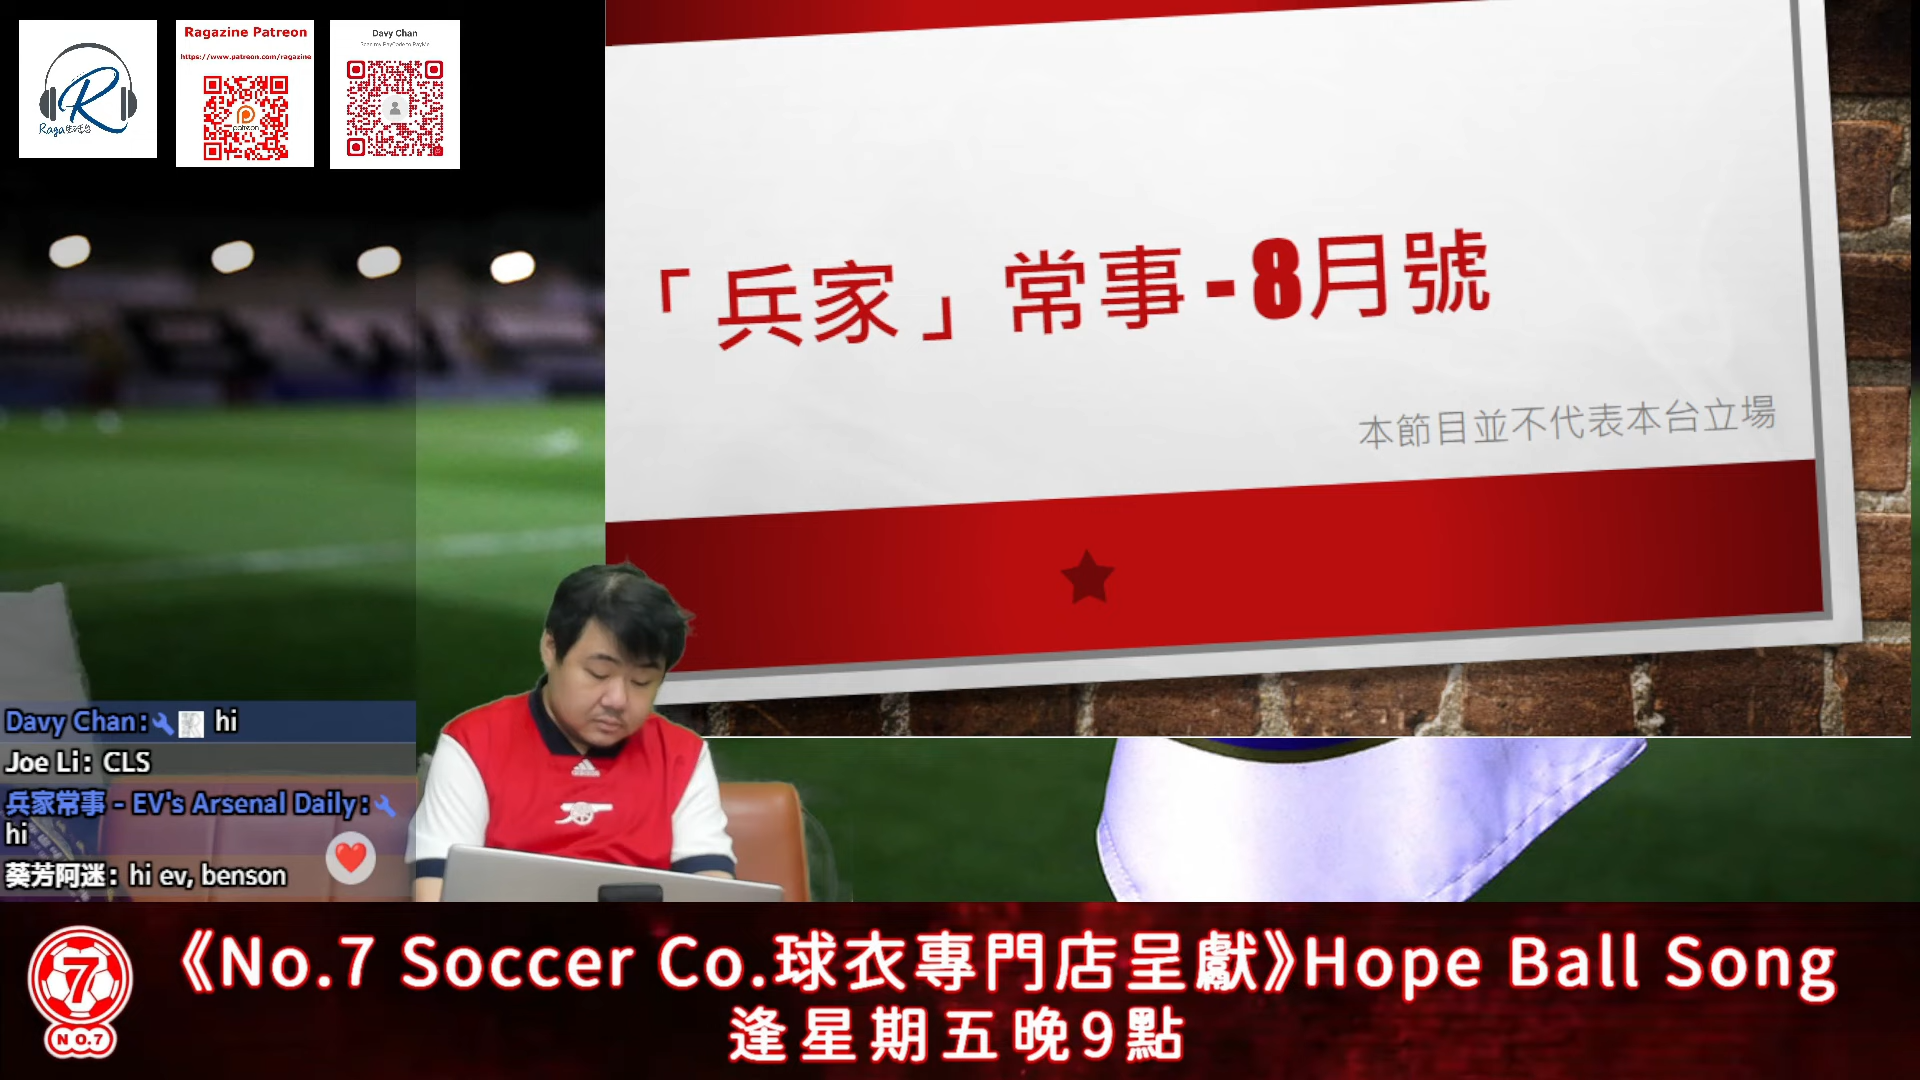 Ragazine Patreon
https://www.patreon.com/ragazine
patreon
Davy Chan
R
「兵家」常事 - 8月號
本節目並不代表本台立場
Davy Chan: hi
Joe Li: CLS
兵家常事 - EV's Arsenal Daily:
hi
葵芳阿迷: hi ev, benson
7
NO.7
《No.7 Soccer Co.球衣專門店呈獻》Hope Ball Song
逢星期五晚9點